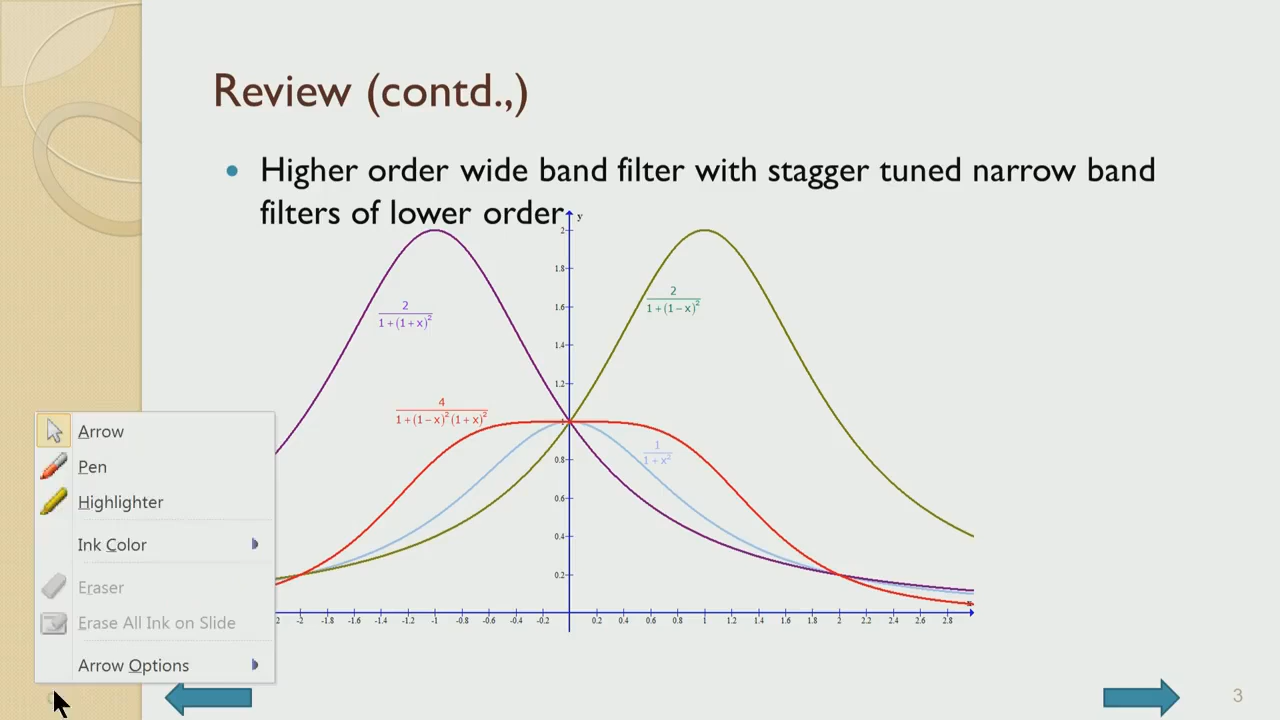 Review (contd.,)
Higher order wide band filter with stagger tuned narrow band
filters of lower order
y
2
1.8
1.6
1.4
1.2
1
0.8
0.6
0.4
0.2
2/(1+(1+x)^2)
2/(1+(1−x)^2)
4/(1+(1−x)^2(1+x)^2)
1/(1+x^2)
2 -2 -1.8 -1.6 -1.4 -1.2 -1 -0.8 -0.6 -0.4 -0.2 0.2 0.4 0.6 0.8 1 1.2 1.4 1.6 1.8 2 2.2 2.4 2.6 2.8
x
Arrow
Pen
Highlighter
Ink Color
Eraser
Erase All Ink on Slide
Arrow Options
3